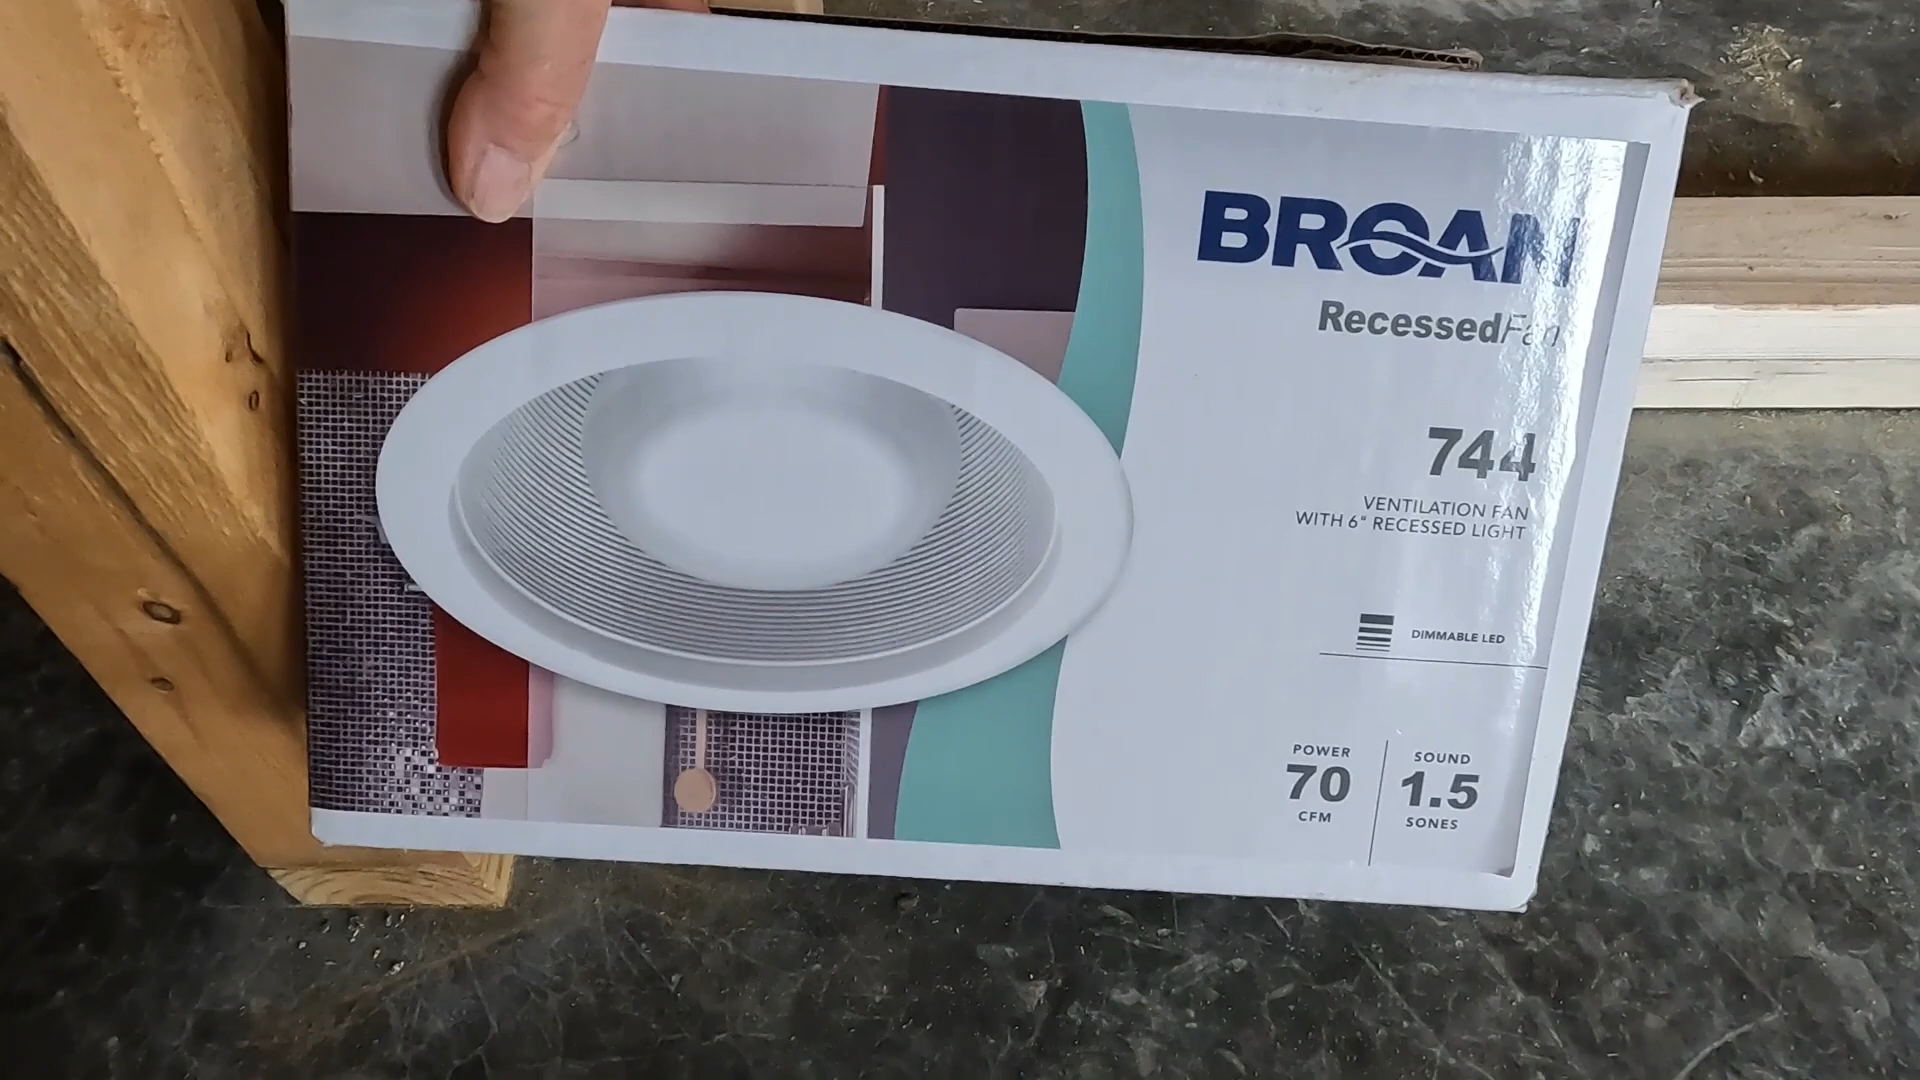 BROAN
RecessedFan
744
VENTILATION FAN
WITH 6" RECESSED LIGHT
DIMMABLE LED
POWER
70
CFM
SOUND
1.5
SONES